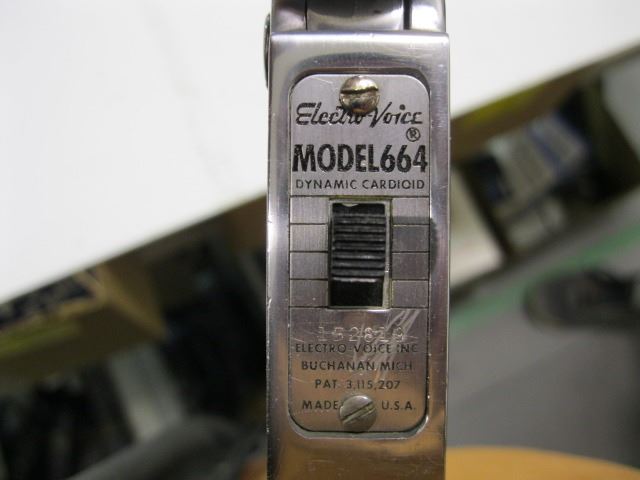 Electro-Voice
®
MODEL664
DYNAMIC CARDIOID
ELECTRO-VOICE INC
BUCHANAN, MICH.
PAT. 3,115,207
MADE U.S.A.